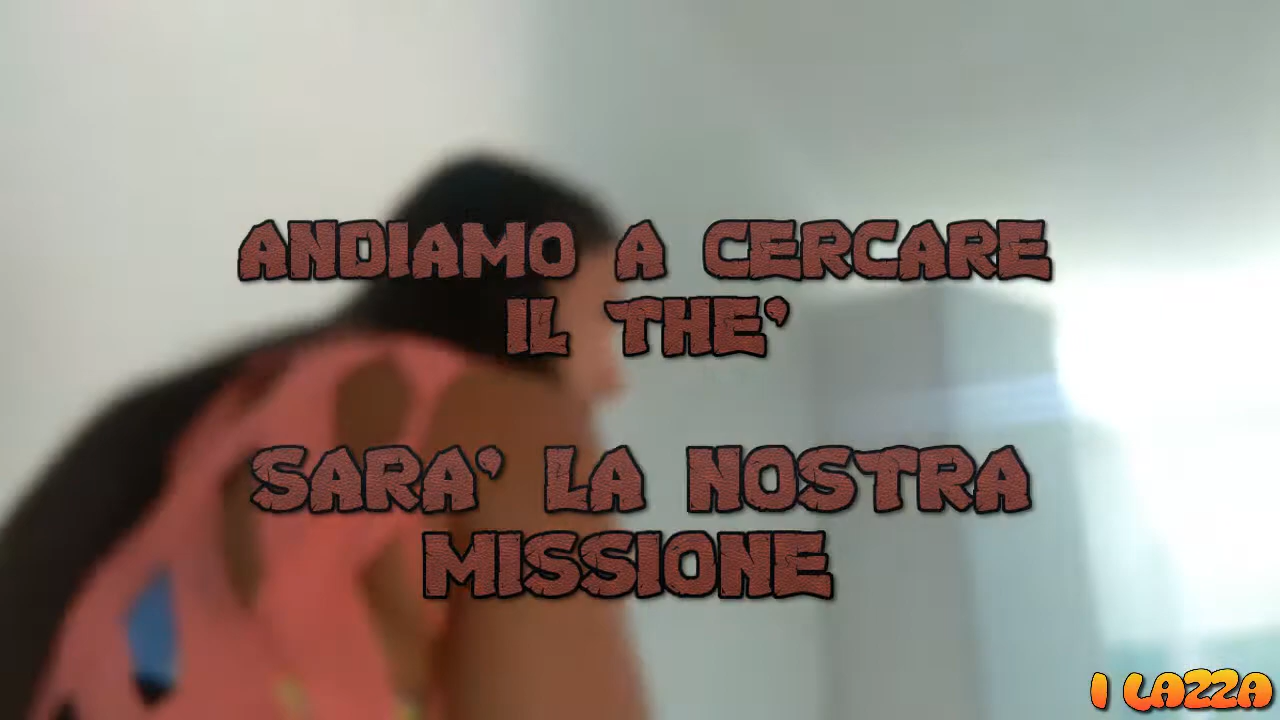 ANDIAMO A CERCARE
IL THE'
SARA' LA NOSTRA
MISSIONE
I LAZZA